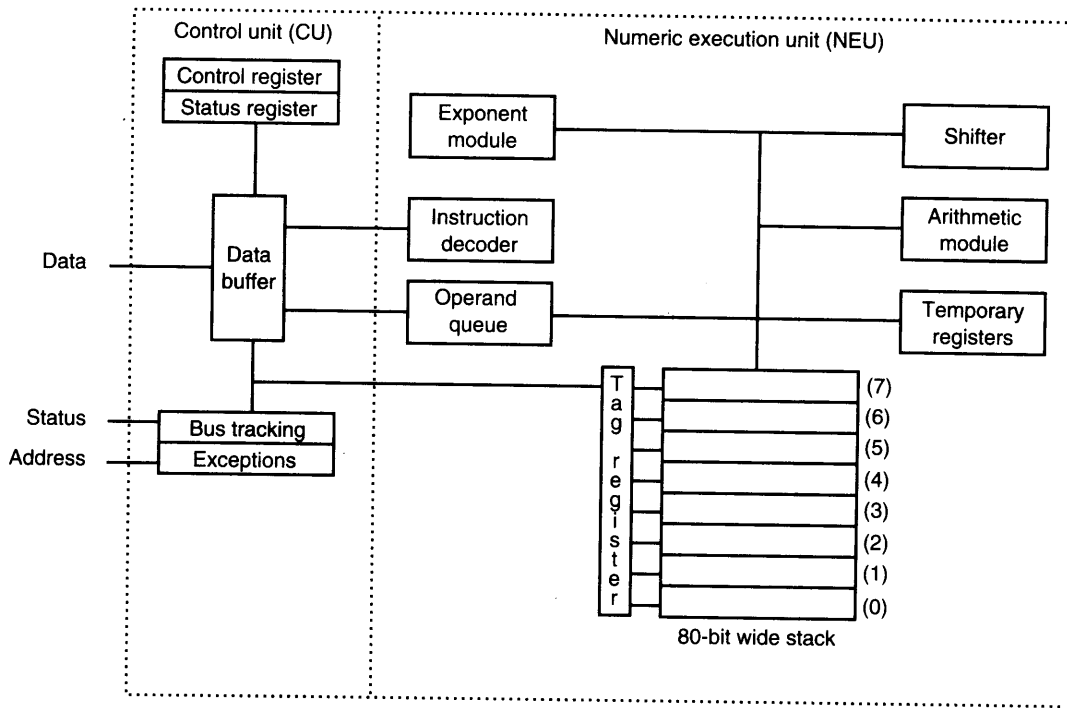 Control unit (CU)
Numeric execution unit (NEU)
Control register
Status register
Exponent
module
Shifter
Data
buffer
Instruction
decoder
Arithmetic
module
Data
Operand
queue
Temporary
registers
Tag register
(7)
(6)
(5)
(4)
(3)
(2)
(1)
(0)
Status
Address
Bus tracking
Exceptions
80-bit wide stack